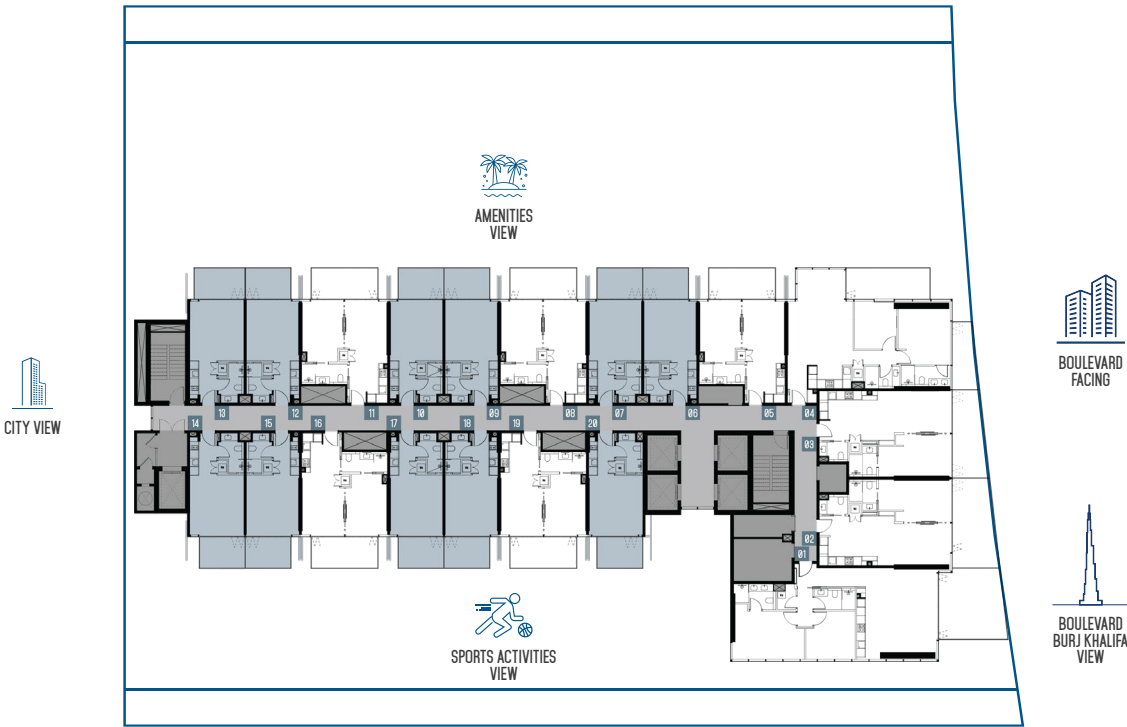 AMENITIES
VIEW
CITY VIEW
BOULEVARD
FACING
13
12
11
10
09
08
07
06
05
04
14
15
16
17
18
19
20
03
02
01
SPORTS ACTIVITIES
VIEW
BOULEVARD
BURJ KHALIFA
VIEW